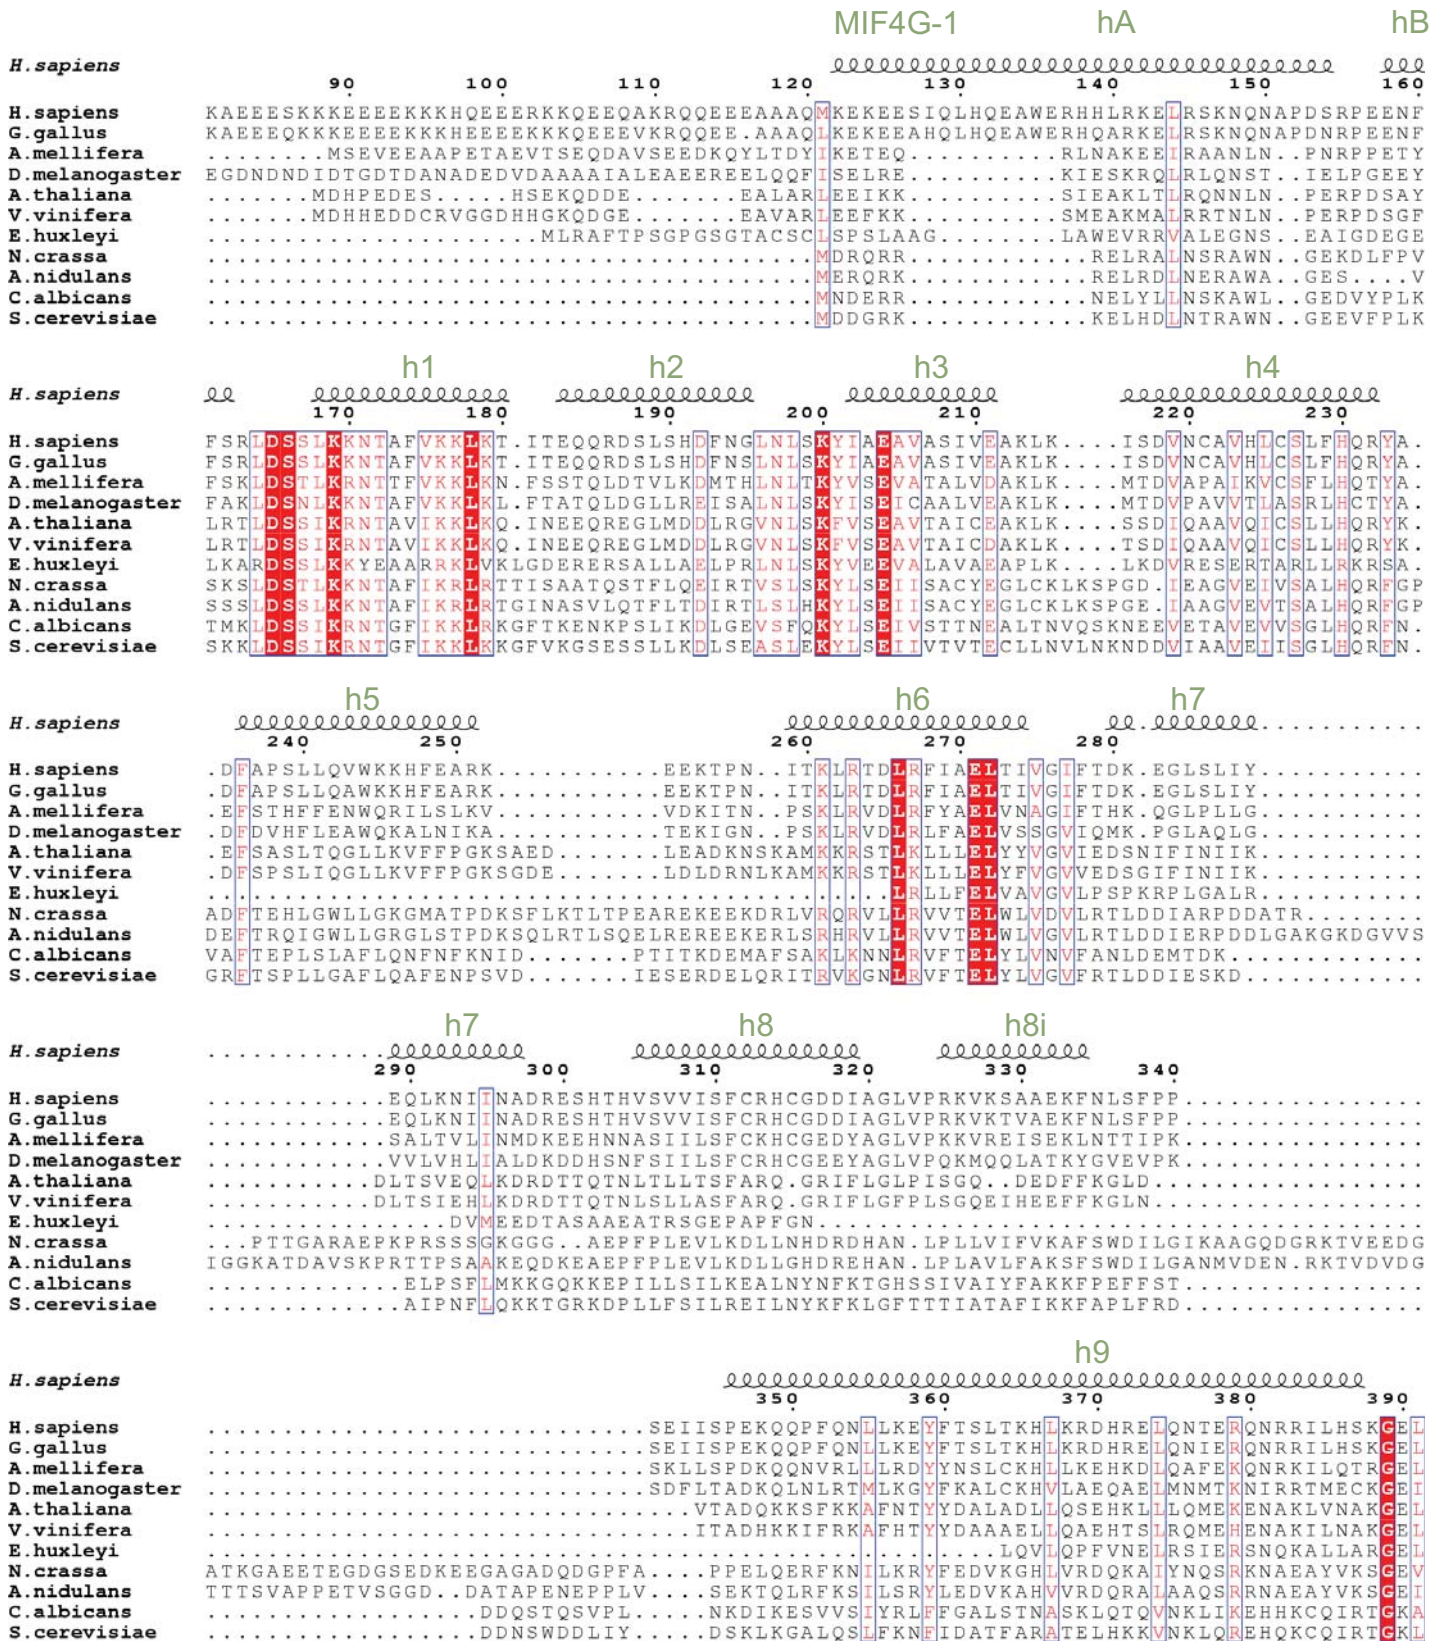 MIF4G-1 hA hB
H.sapiens
90 100 110 120 130 140 150 160
H.sapiens KAEEESKKKEEEEKKKHQEEERKKQEEQAKRQQEEEAAAQMKEKEESIQLHQEAWERHHLRKELRSKNQNAPDSRPEENF
G.gallus KAEEEQKKKEEEEKKKHEEEEKKKQEEEVKRQQEE.AAAQLKEKEEAHQLHQEAWERHQARKELRSKNQNAPDNRPEENF
A.mellifera ........MSEVEEAAPETAEVTSEQDAVSEEDKQYLTDYIKETEQ..........RLNAKEEIRAANLN..PNRPPETY
D.melanogaster EGDNDNDIDTGDTDANADEDVDAAAAIALEAEEREELQQFISELRE..........KIESKRQLRLQNST..IELPGEEY
A.thaliana .......MDHPEDES.....HSEKQDDE.......EALARLEEIKK..........SIEAKLTLRQNNLN..PERPDSAY
V.vinifera .......MDHHEDDCRVGGDHHGKQDGE.......EAVARLEEFKK..........SMEAKMALRRTNLN..PERPDSGF
E.huxleyi ......................MLRAFTPSGPGSGTACSCLSPSLAAG........LAWEVRRVALEGNS..EAIGDEGE
N.crassa ........................................MDRQRR............RELRALNSRAWN..GEKDLFPV
A.nidulans ........................................MERQRK............RELRDLNERAWA..GES....V
C.albicans ........................................MNDERR............NELYLLNSKAWL..GEDVYPLK
S.cerevisiae ........................................MDDGRK............KELHDLNTRAWN..GEEVFPLK
h1 h2 h3 h4
H.sapiens
170 180 190 200 210 220 230
H.sapiens FSRLDSSLKKNTAFVKKLKT.ITEQQRDSLSHDFNGLNLSKYIAEAVASIVEAKLK....ISDVNCAVHLCSLFHQRYA.
G.gallus FSRLDSSLKKNTAFVKKLKT.ITEQQRDSLSHDFNSLNLSKYIAEAVASIVEAKLK....ISDVNCAVHLCSLFHQRYA.
A.mellifera FSKLDSTLKRNTTFVKKLKN.FSSTQLDTVLKDMTHLNLTKYVSEVATALVDAKLK....MTDVAPAIKVCSFLHQTYA.
D.melanogaster FAKLDSNLKKNTAFVKKLKL.FTATQLDGLLREISALNLSKYISEICAALVEAKLK....MTDVPAVVTLASRLHCTYA.
A.thaliana LRTLDSSIKRNTAVIKKLKQ.INEEQREGLMDDLRGVNLSKFVSEAVTAICEAKLK....SSDIQAAVQICSLLHQRYK.
V.vinifera LRTLDSSIKRNTAVIKKLKQ.INEEQREGLMDDLRGVNLSKFVSEAVTAICDAKLK....TSDIQAAVQICSLLHQRYK.
E.huxleyi LKARDSSLKKYEAARRKLVKLGDERERSALLAELPRLNLSKYVEEVALAVAEAPLK....LKDVRESERTARLLRKRSA.
N.crassa SKSLDSTLKKNTAFIKRLRTTISAATQSTFLQEIRTVSLSKYLSEIISACYEGLCKLKSPGD.IEAGVEIVSALHQRFGP
A.nidulans SSSLDSSLKKNTAFIKRLRTGINASVLQTFLTDIRTLSLHKYLSEIISACYEGLCKLKSPGE.IAAGVEVTSALHQRFGP
C.albicans TMKLDSSIKRNTGFIKKLRKGFTKENKPSLIKDLGEVSFQKYLSEIVSTTNEALTNVQSKNEEVETAVEVVSGLHQRFN.
S.cerevisiae SKKLDSSIKRNTGFIKKLKKGFVKGSESSLLKDLSEASLEKYLSEIIVTVTECLLNVLNKNDDVIAAVEIISGLHQRFN.
h5 h6 h7
H.sapiens
240 250 260 270 280
H.sapiens .DFAPSLLQVWKKHFEARK...........EEKTPN..ITKLRTDLRFIAELTIVGIFTDK.EGLSLIY...........
G.gallus .DFAPSLLQAWKKHFEARK...........EEKTPN..ITKLRTDLRFIAELTIVGIFTDK.EGLSLIY...........
A.mellifera .EFSTHFFENWQRILSLKV...........VDKITN..PSKLRVDLRFYAELVNAGIFTHK.QGLPLLG...........
D.melanogaster .DFDVHFLEAWQKALNIKA...........TEKIGN..PSKLRVDLRLFAELVSSGVIQMK.PGLAQLG...........
A.thaliana .EFSASLTQGLLKVFFPGKSAED.......LEADKNSKAMKKRSTLKLLLELYYVGVIEDSNIFINIIK...........
V.vinifera .DFSPSLIQGLLKVFFPGKSGDE.......LDLDRNLKAMKKRSTLKLLLELYFVGVVEDSGIFINIIK...........
E.huxleyi .............................................LRLLFELVAVGVLPSPKRPLGALR...........
N.crassa ADFTEHLGWLLGKGMATPDKSFLKTLTPEAREKEEKDRLVRQRVLLRVVTELWLVDVLRTLDDIARPDDATR........
A.nidulans DEFTRQIGWLLGRGLSTPDKSQLRTLSQELREREEKERLSRHRVLLRVVTELWLVGVLRTLDDIERPDDLGAKGKDGVVS
C.albicans VAFTEPLSLAFLQNFNFKNID.........PTITKDEMAFSAKLKNNLRVFTELYLVNVFANLDEMTDK...........
S.cerevisiae GRFTSPLLGAFLQAFENPSVD.......IESERDELQRITRVKGNLRVFTELYLVGVFRTLDDIESKD............
h7 h8 h8i
H.sapiens
290 300 310 320 330 340
H.sapiens ............EQLKNIINADRESHTHVSVVISFCRHCGDDIAGLVPRKVKSAAEKFNLSFPP................
G.gallus ............EQLKNIINADRESHTHVSVVISFCRHCGDDIAGLVPRKVKTVAEKFNLSFPP................
A.mellifera ............SALTVLINMDKEEHNNASIILSFCKHCGEDYAGLVPKKVREISEKLNTTIPK................
D.melanogaster ............VVLVHLIALDKDDHSNFSIILSFCRHCGEEYAGLVPQKMQQLATKYGVEVPK................
A.thaliana ...........DLTSVEQLKDRDTTQTNLTLLTSFARQ.GRIFLGLPISGQ..DEDFFKGLD..................
V.vinifera ...........DLTSIEHLKDRDTTQTNLSLLASFARQ.GRIFLGFPLSGQEIHEEFFKGLN..................
E.huxleyi ................DVMEEDTASAAEATRSGEPAPFGN........................................
N.crassa ...PTTGARAEPKPRSSSGKGGG..AEPFPLEVLKDLLNHDRDHAN.LPLLVIFVKAFSWDILGIKAAGQDGRKTVEEDG
A.nidulans IGGKATDAVSKPRTTPSAAKEQDKAEPFPLEVLKDLLGHDREHAN.LPLAVLFAKSFSWDILGANMVDEN.RKTVDVDG
C.albicans .............ELPSFLMKKGQKKEPILLSILKEALNYNFKTGHSSIVAIYFAKKFPEFFST................
S.cerevisiae .............AIPNFLQKKTGRKDPLLFSILREILNYKFKLGFTTTIATAFIKKFAPLFRD................
h9
H.sapiens
350 360 370 380 390
H.sapiens .............................SEIISPEKQQPFQNLLKEYFTSLTKHLKRDHRELQNTERQNRRILHSKGEL
G.gallus .............................SEIISPEKQQPFQNLLKEYFTSLTKHLKRDHRELQNIERQNRRILHSKGEL
A.mellifera .............................SKLLSPDKQQNVRLLLRDYYNSLCKHLLKEHKDLQAFEKQNRKILQTRGEL
D.melanogaster .............................SDFLTADKQLNLRTMLKGYFKALCKHVLAEQAELMNMTKNIRRTMECKGEI
A.thaliana ................................VTADQKKSFKKAFNTYYDALADLLQSEHKLLLQMEKENAKLVNAKGEL
V.vinifera ................................ITADHKKIFRKAFHTYYDAAAELLQAEHTSLRQMEHENAKILNAKGEL
E.huxleyi ....................................................LQVLQPFVNELRSIERSNQKALLARGEL
N.crassa ATKGAEETEGDGSEDKEEGAGADQDGPFA....PPELQERFKNILKRYFEDVKGHLVRDQKAIYNQSRKNAEAYVKSGEV
A.nidulans TTTSVAPPETVSGGD..DATAPENEPPLV.....SEKTQLRFKSILSRYLEDVKAHVVRDQRALAAQSRRNAEAYVKSGEI
C.albicans ..................DDQSTQSVPL.....NKDIKESVVSIYRLFFGALSTNASKLQTQVNKLIKEHHKCQIRTGKA
S.cerevisiae ..................DDNSWDDLIY.....DSKLKGALQSLFKNFIDATFARATELHKKVNKLQREHQKCQIRTGKL